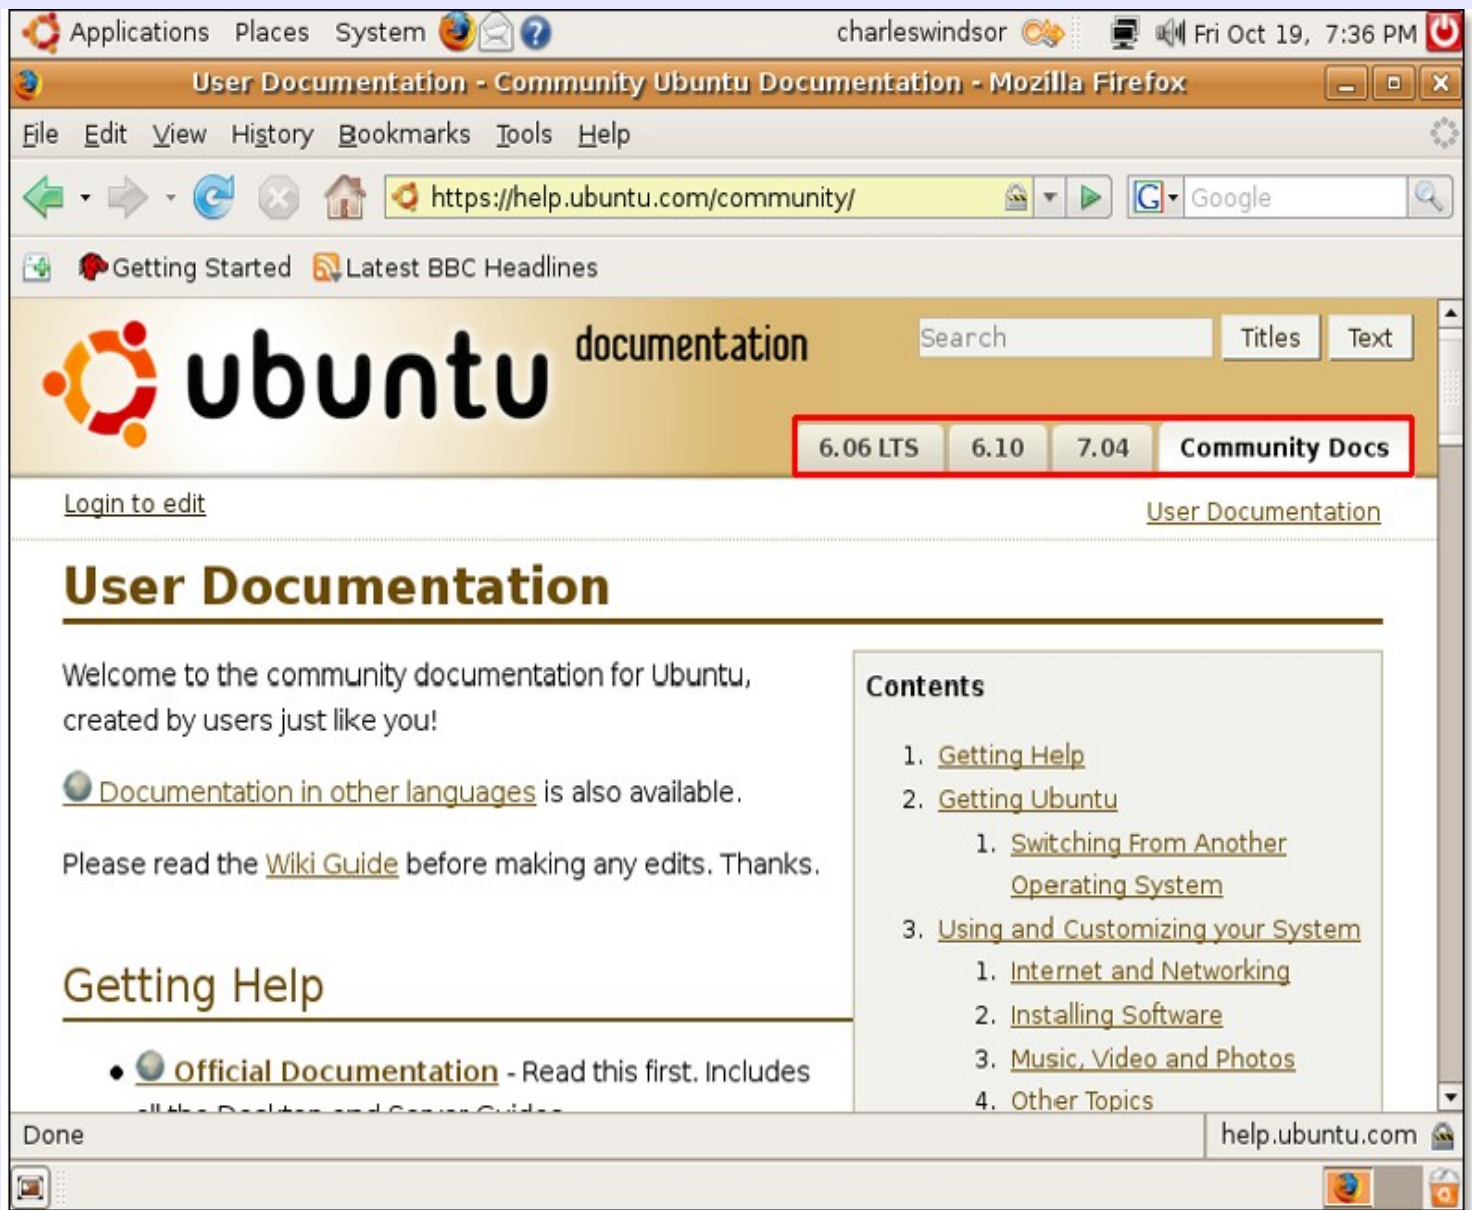 Applications Places System charleswindsor Fri Oct 19, 7:36 PM
User Documentation - Community Ubuntu Documentation - Mozilla Firefox
File Edit View History Bookmarks Tools Help
https://help.ubuntu.com/community/ G Google
Getting Started Latest BBC Headlines
ubuntu documentation Search Titles Text
6.06 LTS 6.10 7.04 Community Docs
Login to edit User Documentation
User Documentation
Welcome to the community documentation for Ubuntu,
created by users just like you!
Documentation in other languages is also available.
Please read the Wiki Guide before making any edits. Thanks.
Getting Help
• Official Documentation - Read this first. Includes
all the Desktop and Server Guides
Contents
1. Getting Help
2. Getting Ubuntu
1. Switching From Another
Operating System
3. Using and Customizing your System
1. Internet and Networking
2. Installing Software
3. Music, Video and Photos
4. Other Topics
Done help.ubuntu.com